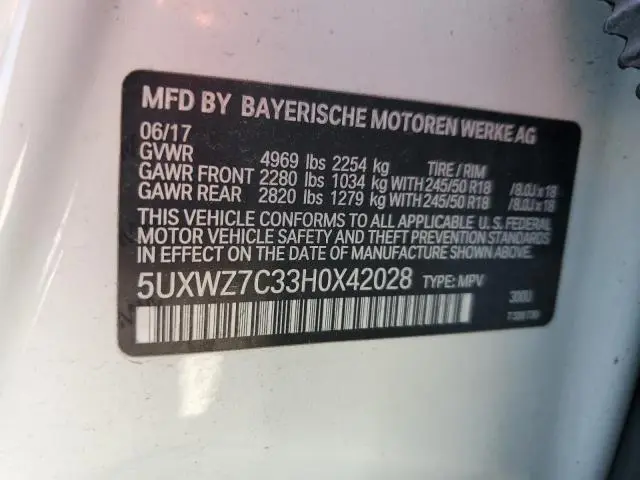 MFD BY BAYERISCHE MOTOREN WERKE AG
06/17
GVWR 4969 lbs 2254 kg TIRE / RIM
GAWR FRONT 2280 lbs 1034 kg WITH 245/50 R18 /8.0J x 18
GAWR REAR 2820 lbs 1279 kg WITH 245/50 R18 /8.0J x 18
THIS VEHICLE CONFORMS TO ALL APPLICABLE U. S. FEDERAL
MOTOR VEHICLE SAFETY AND THEFT PREVENTION STANDARDS
IN EFFECT ON THE DATE OF MANUFACTURE SHOWN ABOVE.
5UXWZ7C33H0X42028 TYPE: MPV